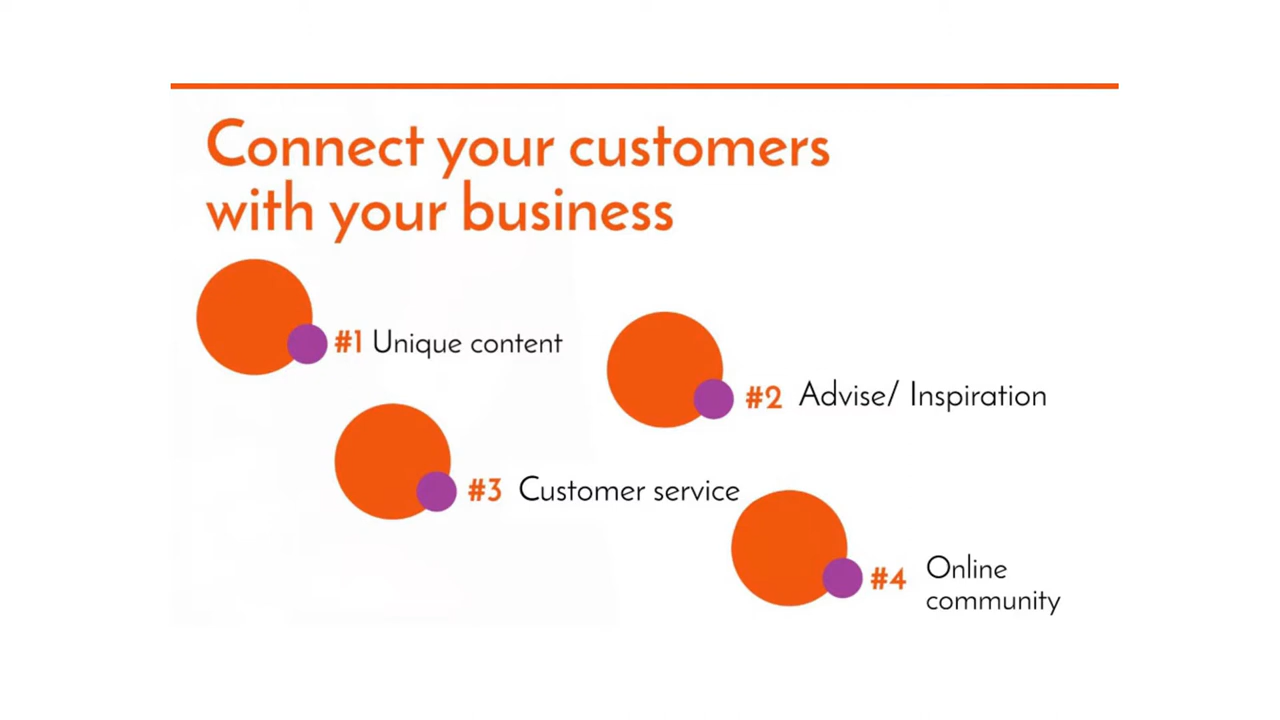 Connect your customers
with your business
#1 Unique content
#2 Advise/ Inspiration
#3 Customer service
#4 Online
community